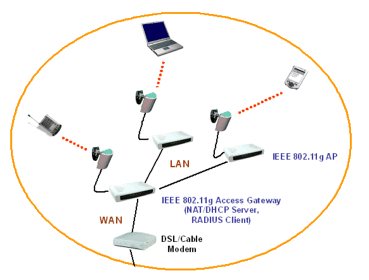 LAN
IEEE 802.11g AP
WAN
IEEE 802.11g Access Gateway
(NAT/DHCP Server,
RADIUS Client)
DSL/Cable
Modem